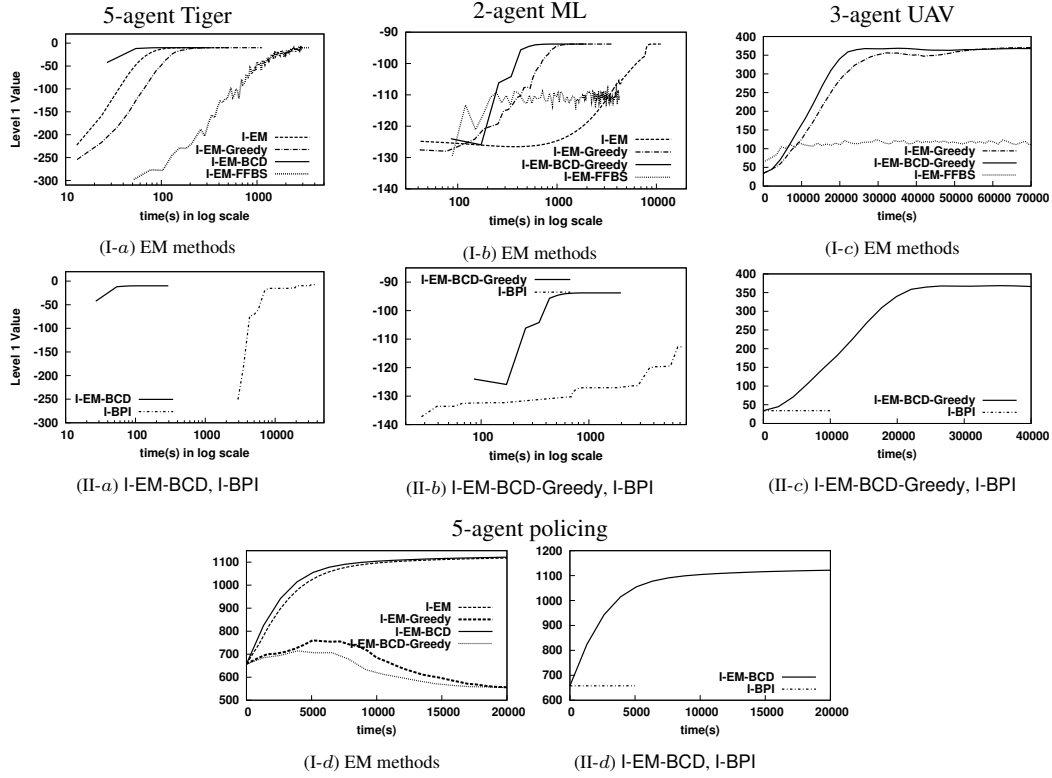 5-agent Tiger
2-agent ML
3-agent UAV
Level 1 Value
0
-50
-100
-150
-200
-250
-300
10 100 1000 10000
time(s) in log scale
I-EM
I-EM-Greedy
I-EM-BCD
I-EM-FFBS
(I-a) EM methods
-90
-100
-110
-120
-130
-140
100 1000 10000
time(s) in log scale
I-EM
I-EM-Greedy
I-EM-BCD-Greedy
I-EM-FFBS
(I-b) EM methods
400
350
300
250
200
150
100
50
0
0 10000 20000 30000 40000 50000 60000 70000
time(s)
I-EM-Greedy
I-EM-BCD-Greedy
I-EM-FFBS
(I-c) EM methods
Level 1 Value
0
-50
-100
-150
-200
-250
-300
10 100 1000 10000
time(s) in log scale
I-EM-BCD
I-BPI
(II-a) I-EM-BCD, I-BPI
-90
-100
-110
-120
-130
-140
100 1000
time(s) in log scale
I-EM-BCD-Greedy
I-BPI
(II-b) I-EM-BCD-Greedy, I-BPI
400
350
300
250
200
150
100
50
0
0 10000 20000 30000 40000
time(s)
I-EM-BCD-Greedy
I-BPI
(II-c) I-EM-BCD-Greedy, I-BPI
5-agent policing
1100
1000
900
800
700
600
500
0 5000 10000 15000 20000
time(s)
I-EM
I-EM-Greedy
I-EM-BCD
I-EM-BCD-Greedy
(I-d) EM methods
1200
1100
1000
900
800
700
600
0 5000 10000 15000 20000
time(s)
I-EM-BCD
I-BPI
(II-d) I-EM-BCD, I-BPI